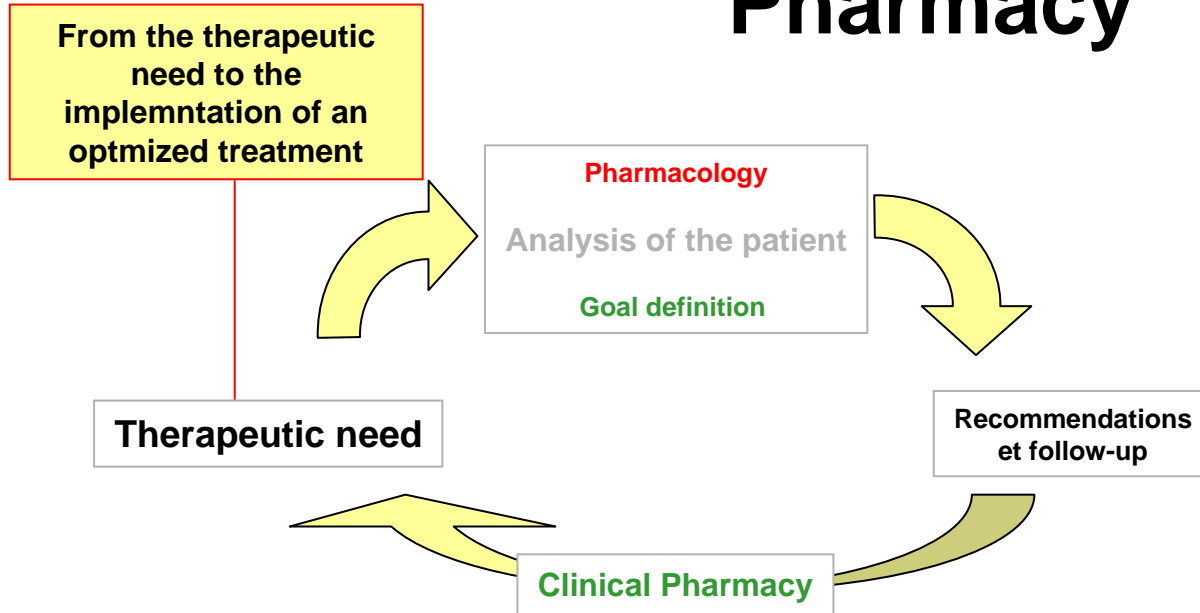 Pharmacy
From the therapeutic
need to the
implemntation of an
optmized treatment
Pharmacology
Analysis of the patient
Goal definition
Therapeutic need
Recommendations
et follow-up
Clinical Pharmacy